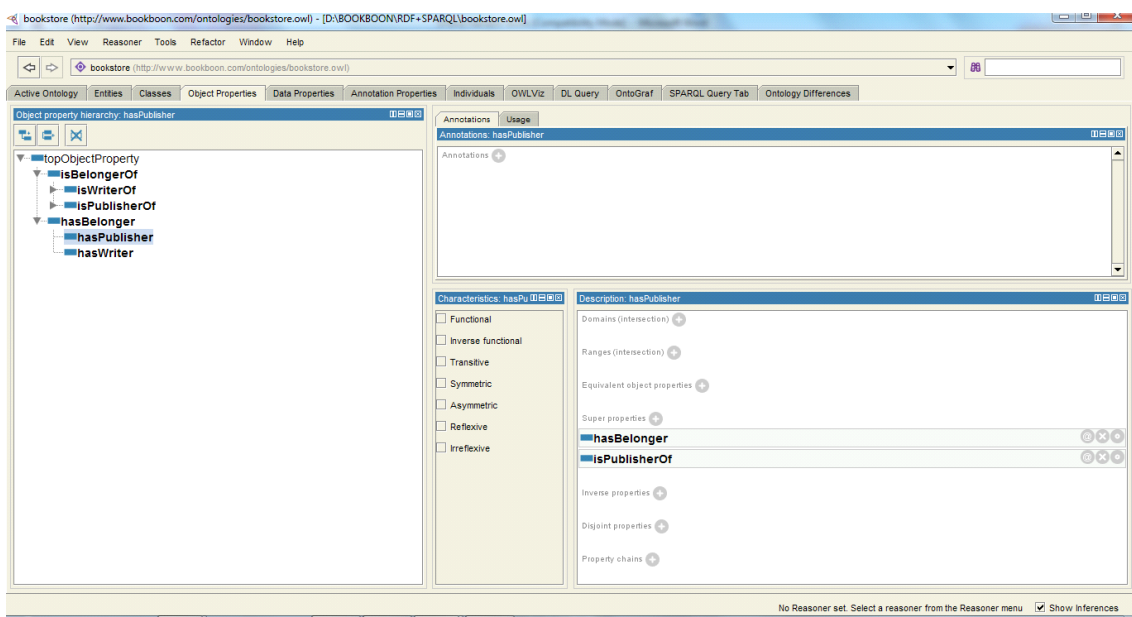 bookstore (http://www.bookboon.com/ontologies/bookstore.owl) - [D:\BOOKBOON\RDF+SPARQL\bookstore.owl]
File Edit View Reasoner Tools Refactor Window Help
bookstore (http://www.bookboon.com/ontologies/bookstore.owl)
Active Ontology Entities Classes Object Properties Data Properties Annotation Properties Individuals OWLViz DL Query OntoGraf SPARQL Query Tab Ontology Differences
Object property hierarchy: hasPublisher
topObjectProperty
isBelongerOf
isWriterOf
isPublisherOf
hasBelonger
hasPublisher
hasWriter
Annotations Usage
Annotations: hasPublisher
Annotations
Characteristics: hasPu
Functional
Inverse functional
Transitive
Symmetric
Asymmetric
Reflexive
Irreflexive
Description: hasPublisher
Domains (intersection)
Ranges (intersection)
Equivalent object properties
Super properties
hasBelonger
isPublisherOf
Inverse properties
Disjoint properties
Property chains
No Reasoner set. Select a reasoner from the Reasoner menu Show Inferences